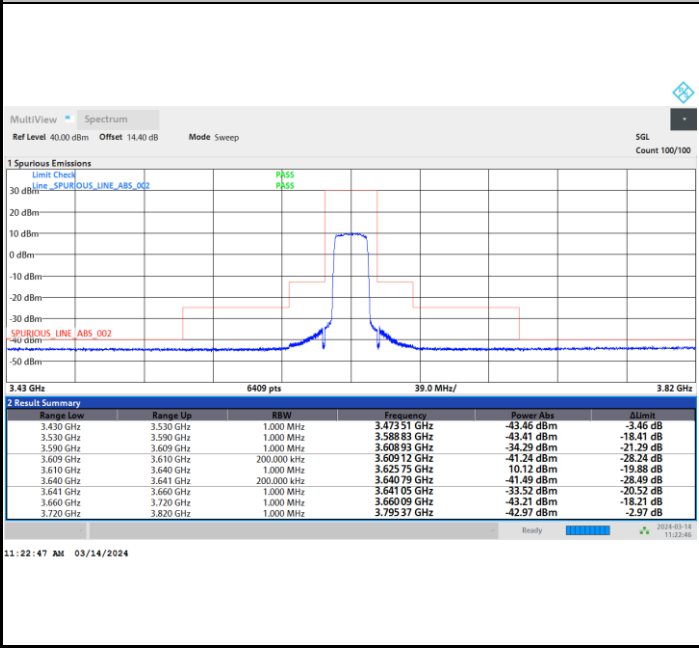 MultiView Spectrum
Ref Level 40.00 dBm Offset 14.40 dB Mode Sweep SGL
Count 100/100
1 Spurious Emissions
Limit Check PASS
Line _SPURIOUS_LINE_ABS_002 PASS
30 dBm
20 dBm
10 dBm
0 dBm
-10 dBm
-20 dBm
-30 dBm
SPURIOUS_LINE_ABS_002
-40 dBm
-50 dBm
3.43 GHz 6409 pts 39.0 MHz/ 3.82 GHz
2 Result Summary
Range Low Range Up RBW Frequency Power Abs ΔLimit
3.430 GHz 3.530 GHz 1.000 MHz 3.473 51 GHz -43.46 dBm -3.46 dB
3.530 GHz 3.590 GHz 1.000 MHz 3.588 83 GHz -43.41 dBm -18.41 dB
3.590 GHz 3.609 GHz 1.000 MHz 3.608 93 GHz -34.29 dBm -21.29 dB
3.609 GHz 3.610 GHz 200.000 kHz 3.609 12 GHz -41.24 dBm -28.24 dB
3.610 GHz 3.640 GHz 1.000 MHz 3.625 75 GHz 10.12 dBm -19.88 dB
3.640 GHz 3.641 GHz 200.000 kHz 3.640 79 GHz -41.49 dBm -28.49 dB
3.641 GHz 3.660 GHz 1.000 MHz 3.641 05 GHz -33.52 dBm -20.52 dB
3.660 GHz 3.720 GHz 1.000 MHz 3.660 09 GHz -43.21 dBm -18.21 dB
3.720 GHz 3.820 GHz 1.000 MHz 3.795 37 GHz -42.97 dBm -2.97 dB
Ready 2024-03-14
11:22:46
11:22:47 AM 03/14/2024